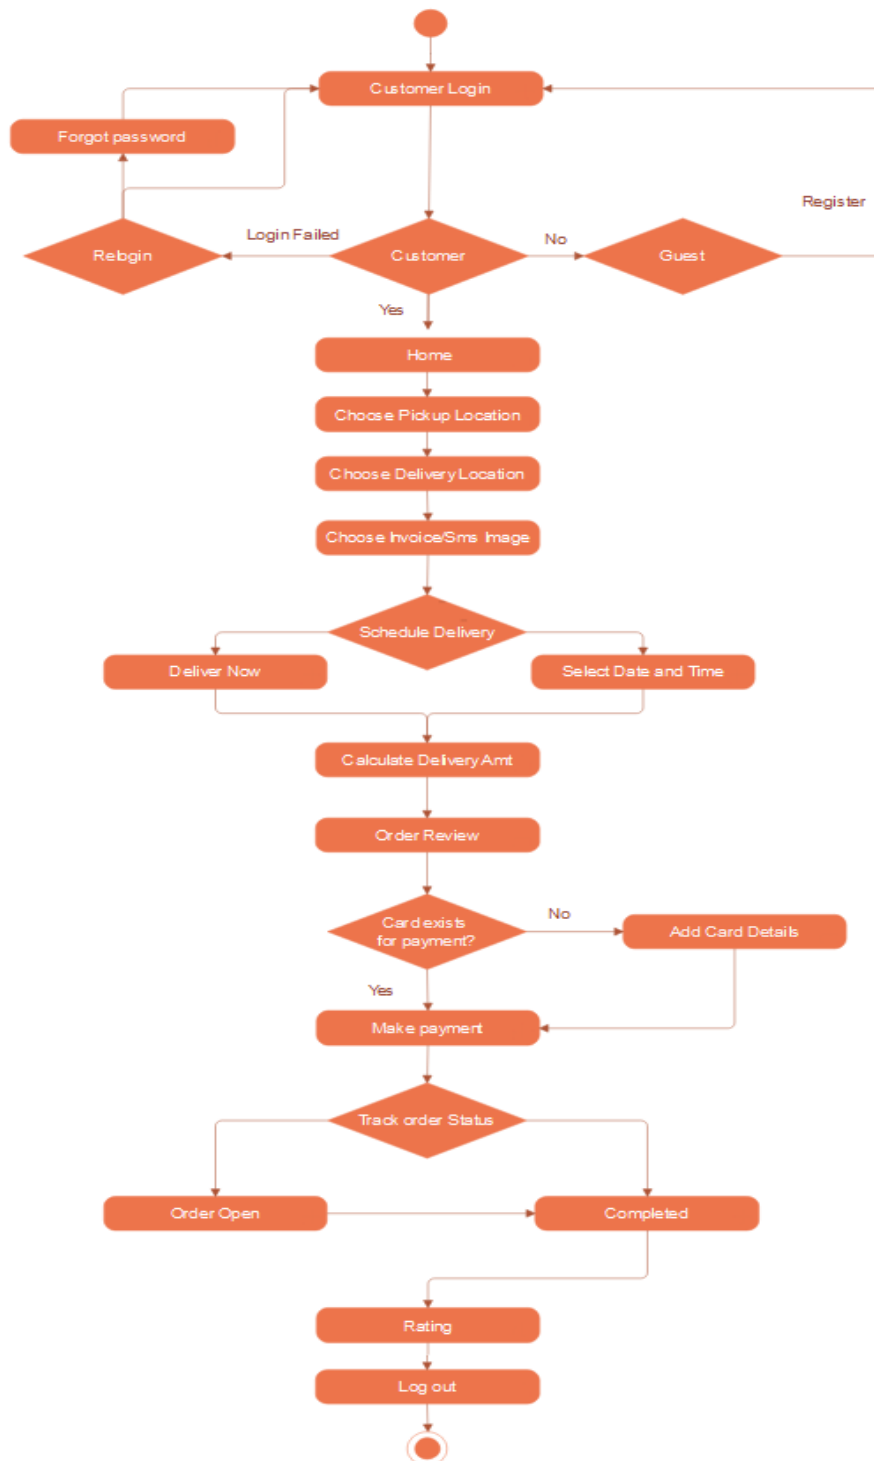 Customer Login
Forgot password
Register
Login Failed
No
Relogin
Customer
Guest
Yes
Home
Choose Pickup Location
Choose Delivery Location
Choose Invoice/Sms Image
Schedule Delivery
Deliver Now
Select Date and Time
Calculate Delivery Amt
Order Review
Card exists
for payment?
No
Add Card Details
Yes
Make payment
Track order Status
Order Open
Completed
Rating
Log out